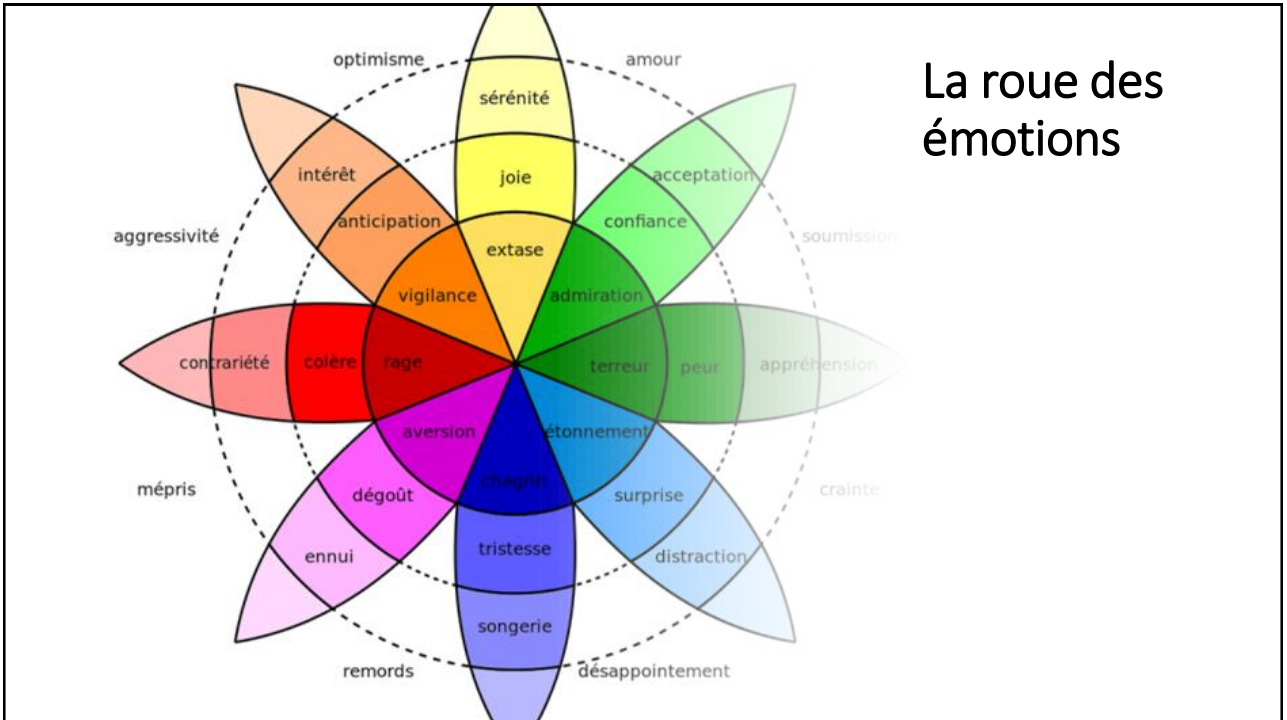 La roue des
émotions
optimisme
amour
sérénité
intérêt
joie
acceptation
anticipation
confiance
aggressivité
soumission
extase
vigilance
admiration
contrariété
colère
rage
terreur
peur
appréhension
aversion
étonnement
chagrin
mépris
dégoût
surprise
crainte
ennui
tristesse
distraction
songerie
remords
désappointement